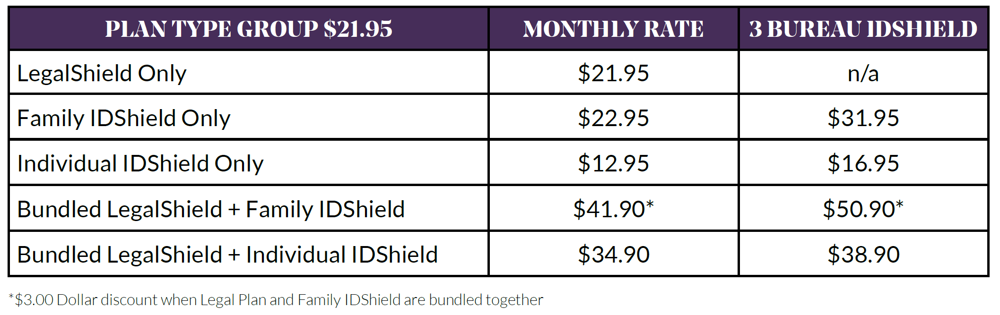 PLAN TYPE GROUP $21.95 MONTHLY RATE 3 BUREAU IDSHIELD
LegalShield Only $21.95 n/a
Family IDShield Only $22.95 $31.95
Individual IDShield Only $12.95 $16.95
Bundled LegalShield + Family IDShield $41.90* $50.90*
Bundled LegalShield + Individual IDShield $34.90 $38.90
*$3.00 Dollar discount when Legal Plan and Family IDShield are bundled together